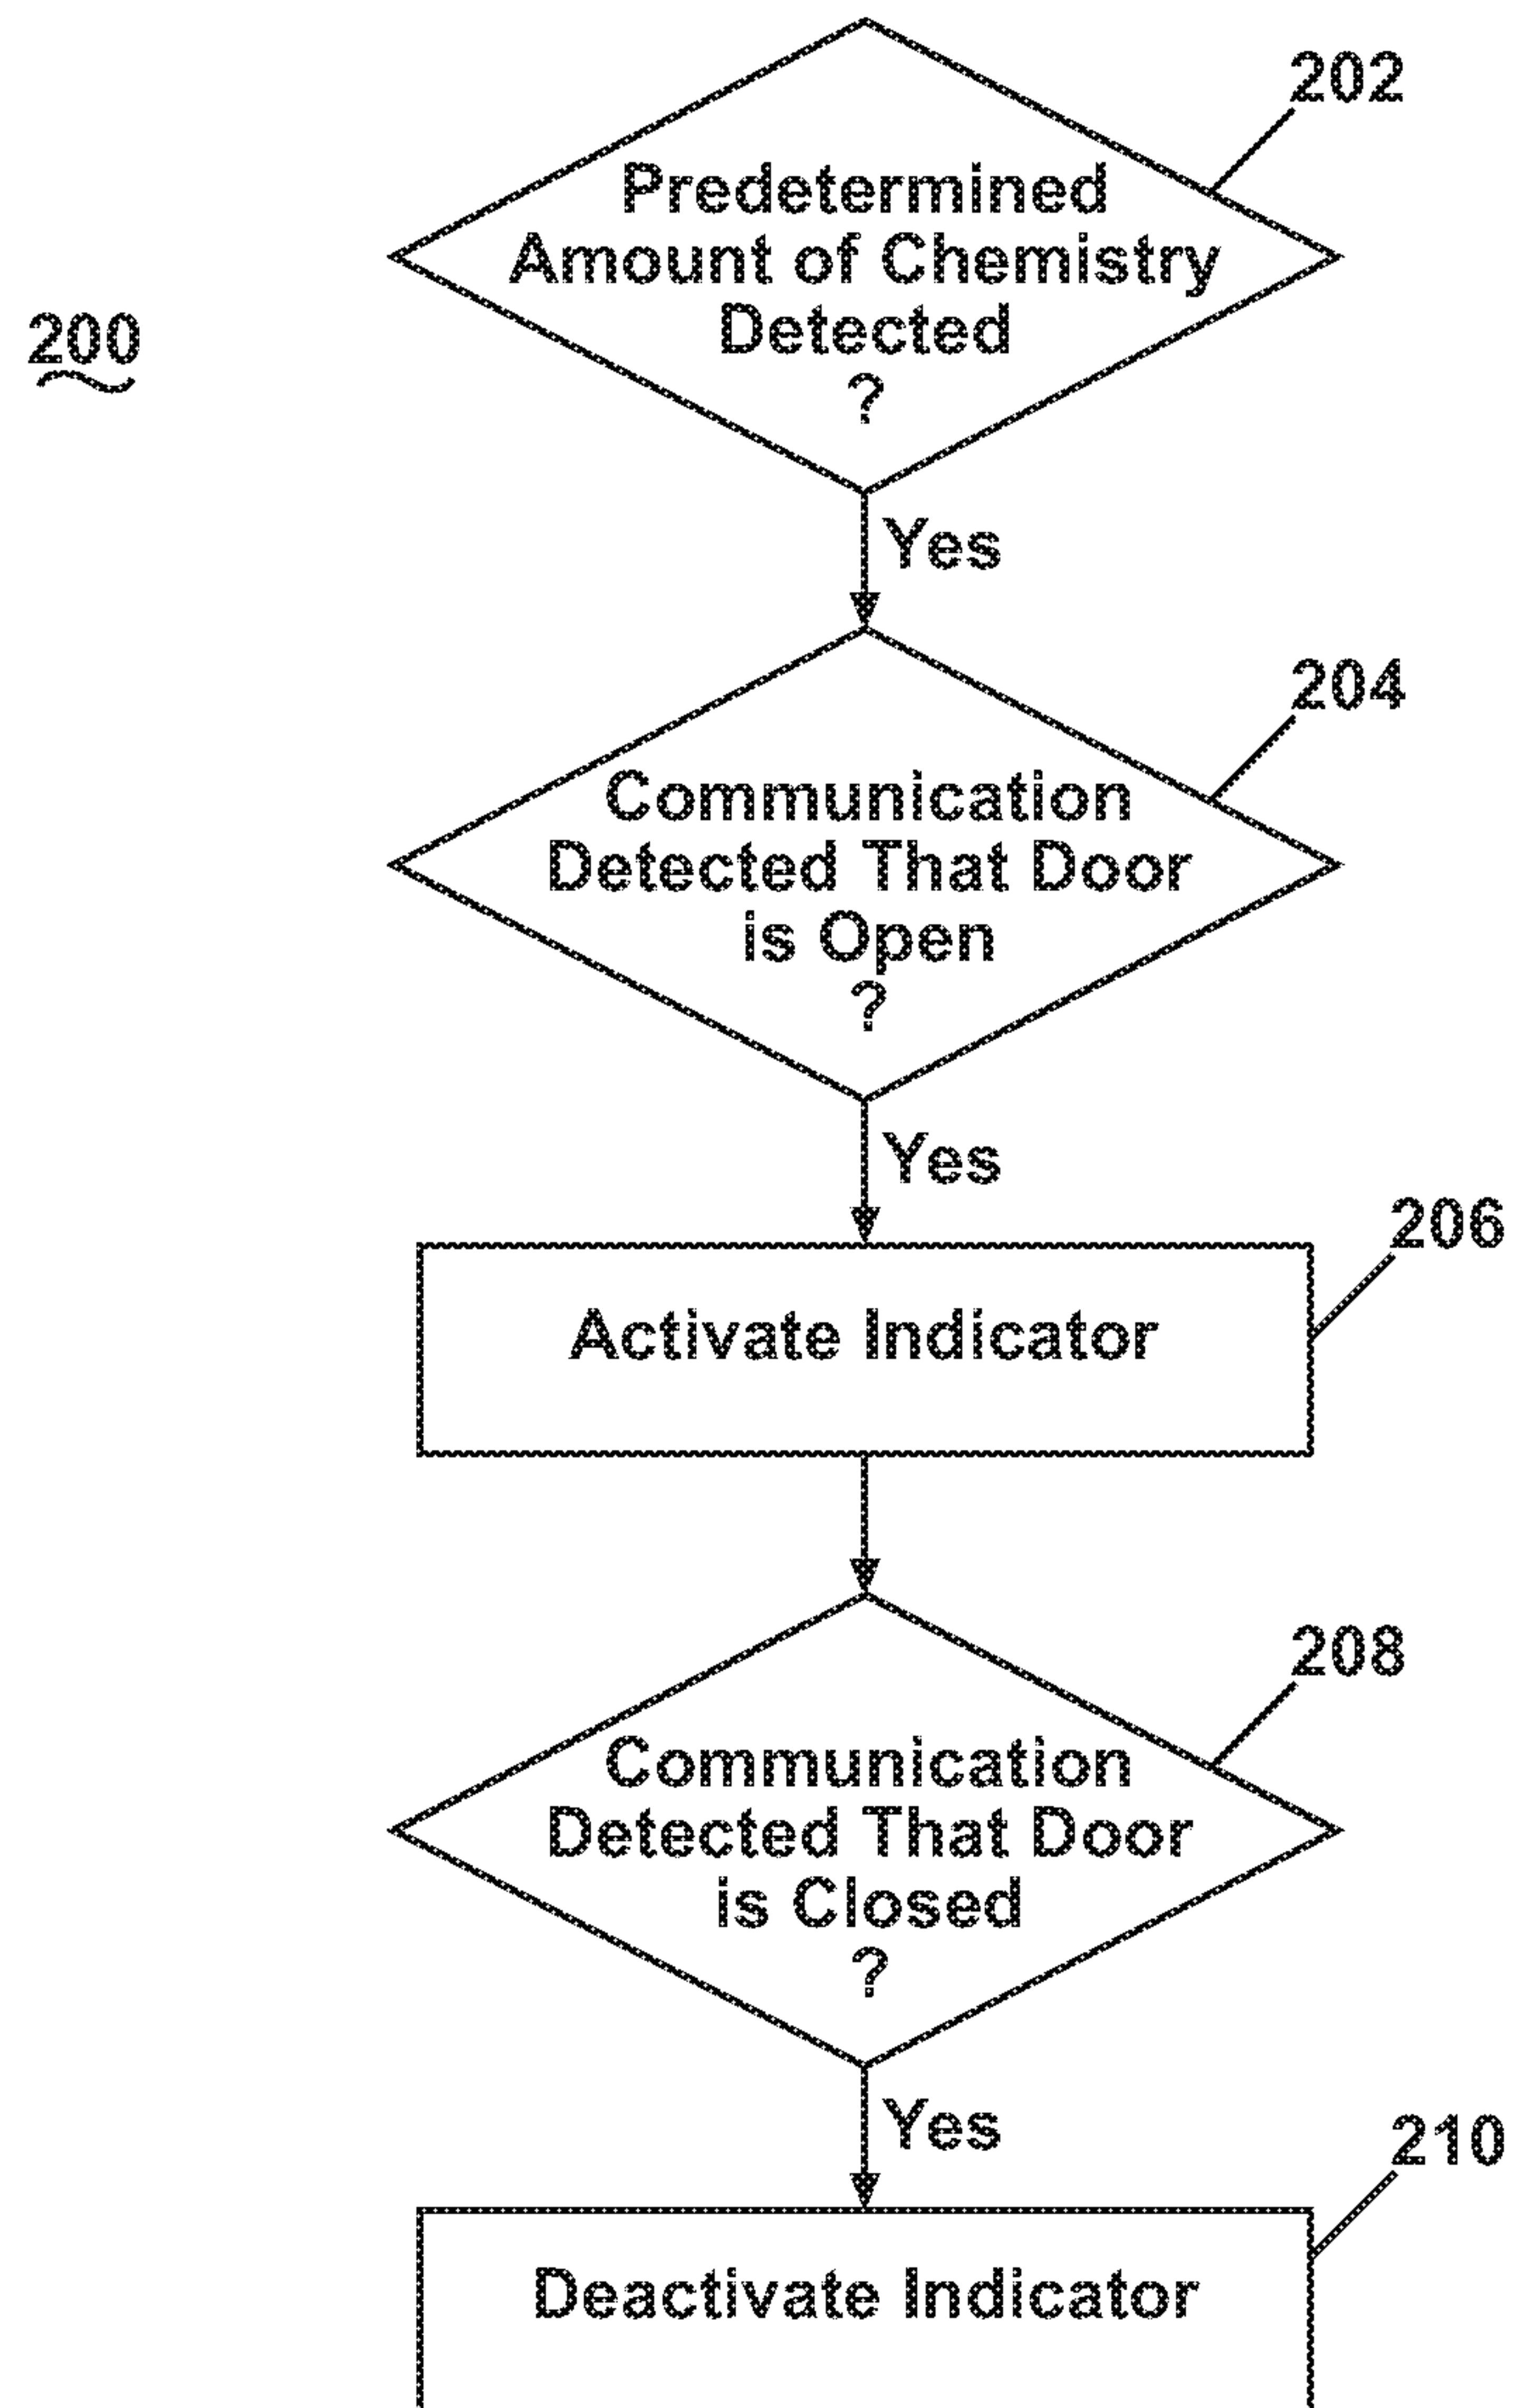 202
Predetermined
Amount of Chemistry
Detected
?
200
Yes
204
Communication
Detected That Door
is Open
?
Yes
206
Activate Indicator
208
Communication
Detected That Door
is Closed
?
Yes
210
Deactivate Indicator